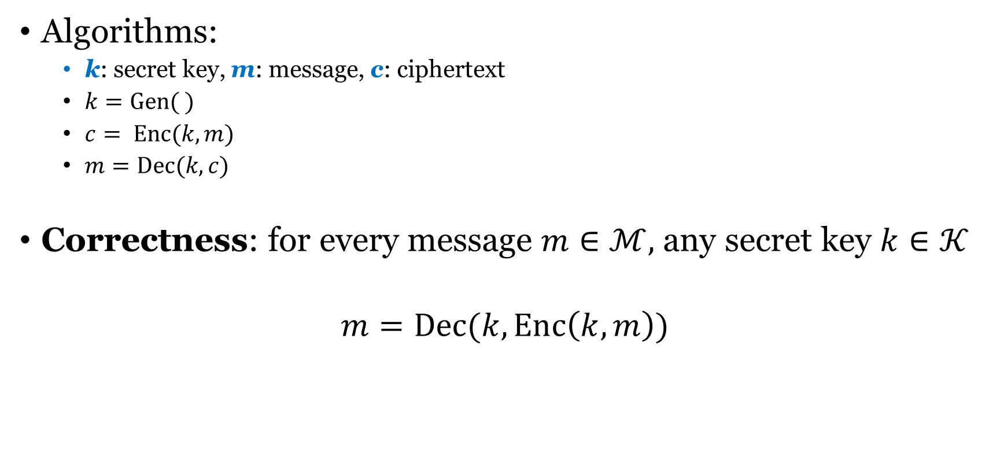 • Algorithms:
• k: secret key, m: message, c: ciphertext
• k = Gen( )
• c = Enc(k, m)
• m = Dec(k, c)
• Correctness: for every message m ∈ ℳ, any secret key k ∈ 𝒦
m = Dec(k, Enc(k, m))